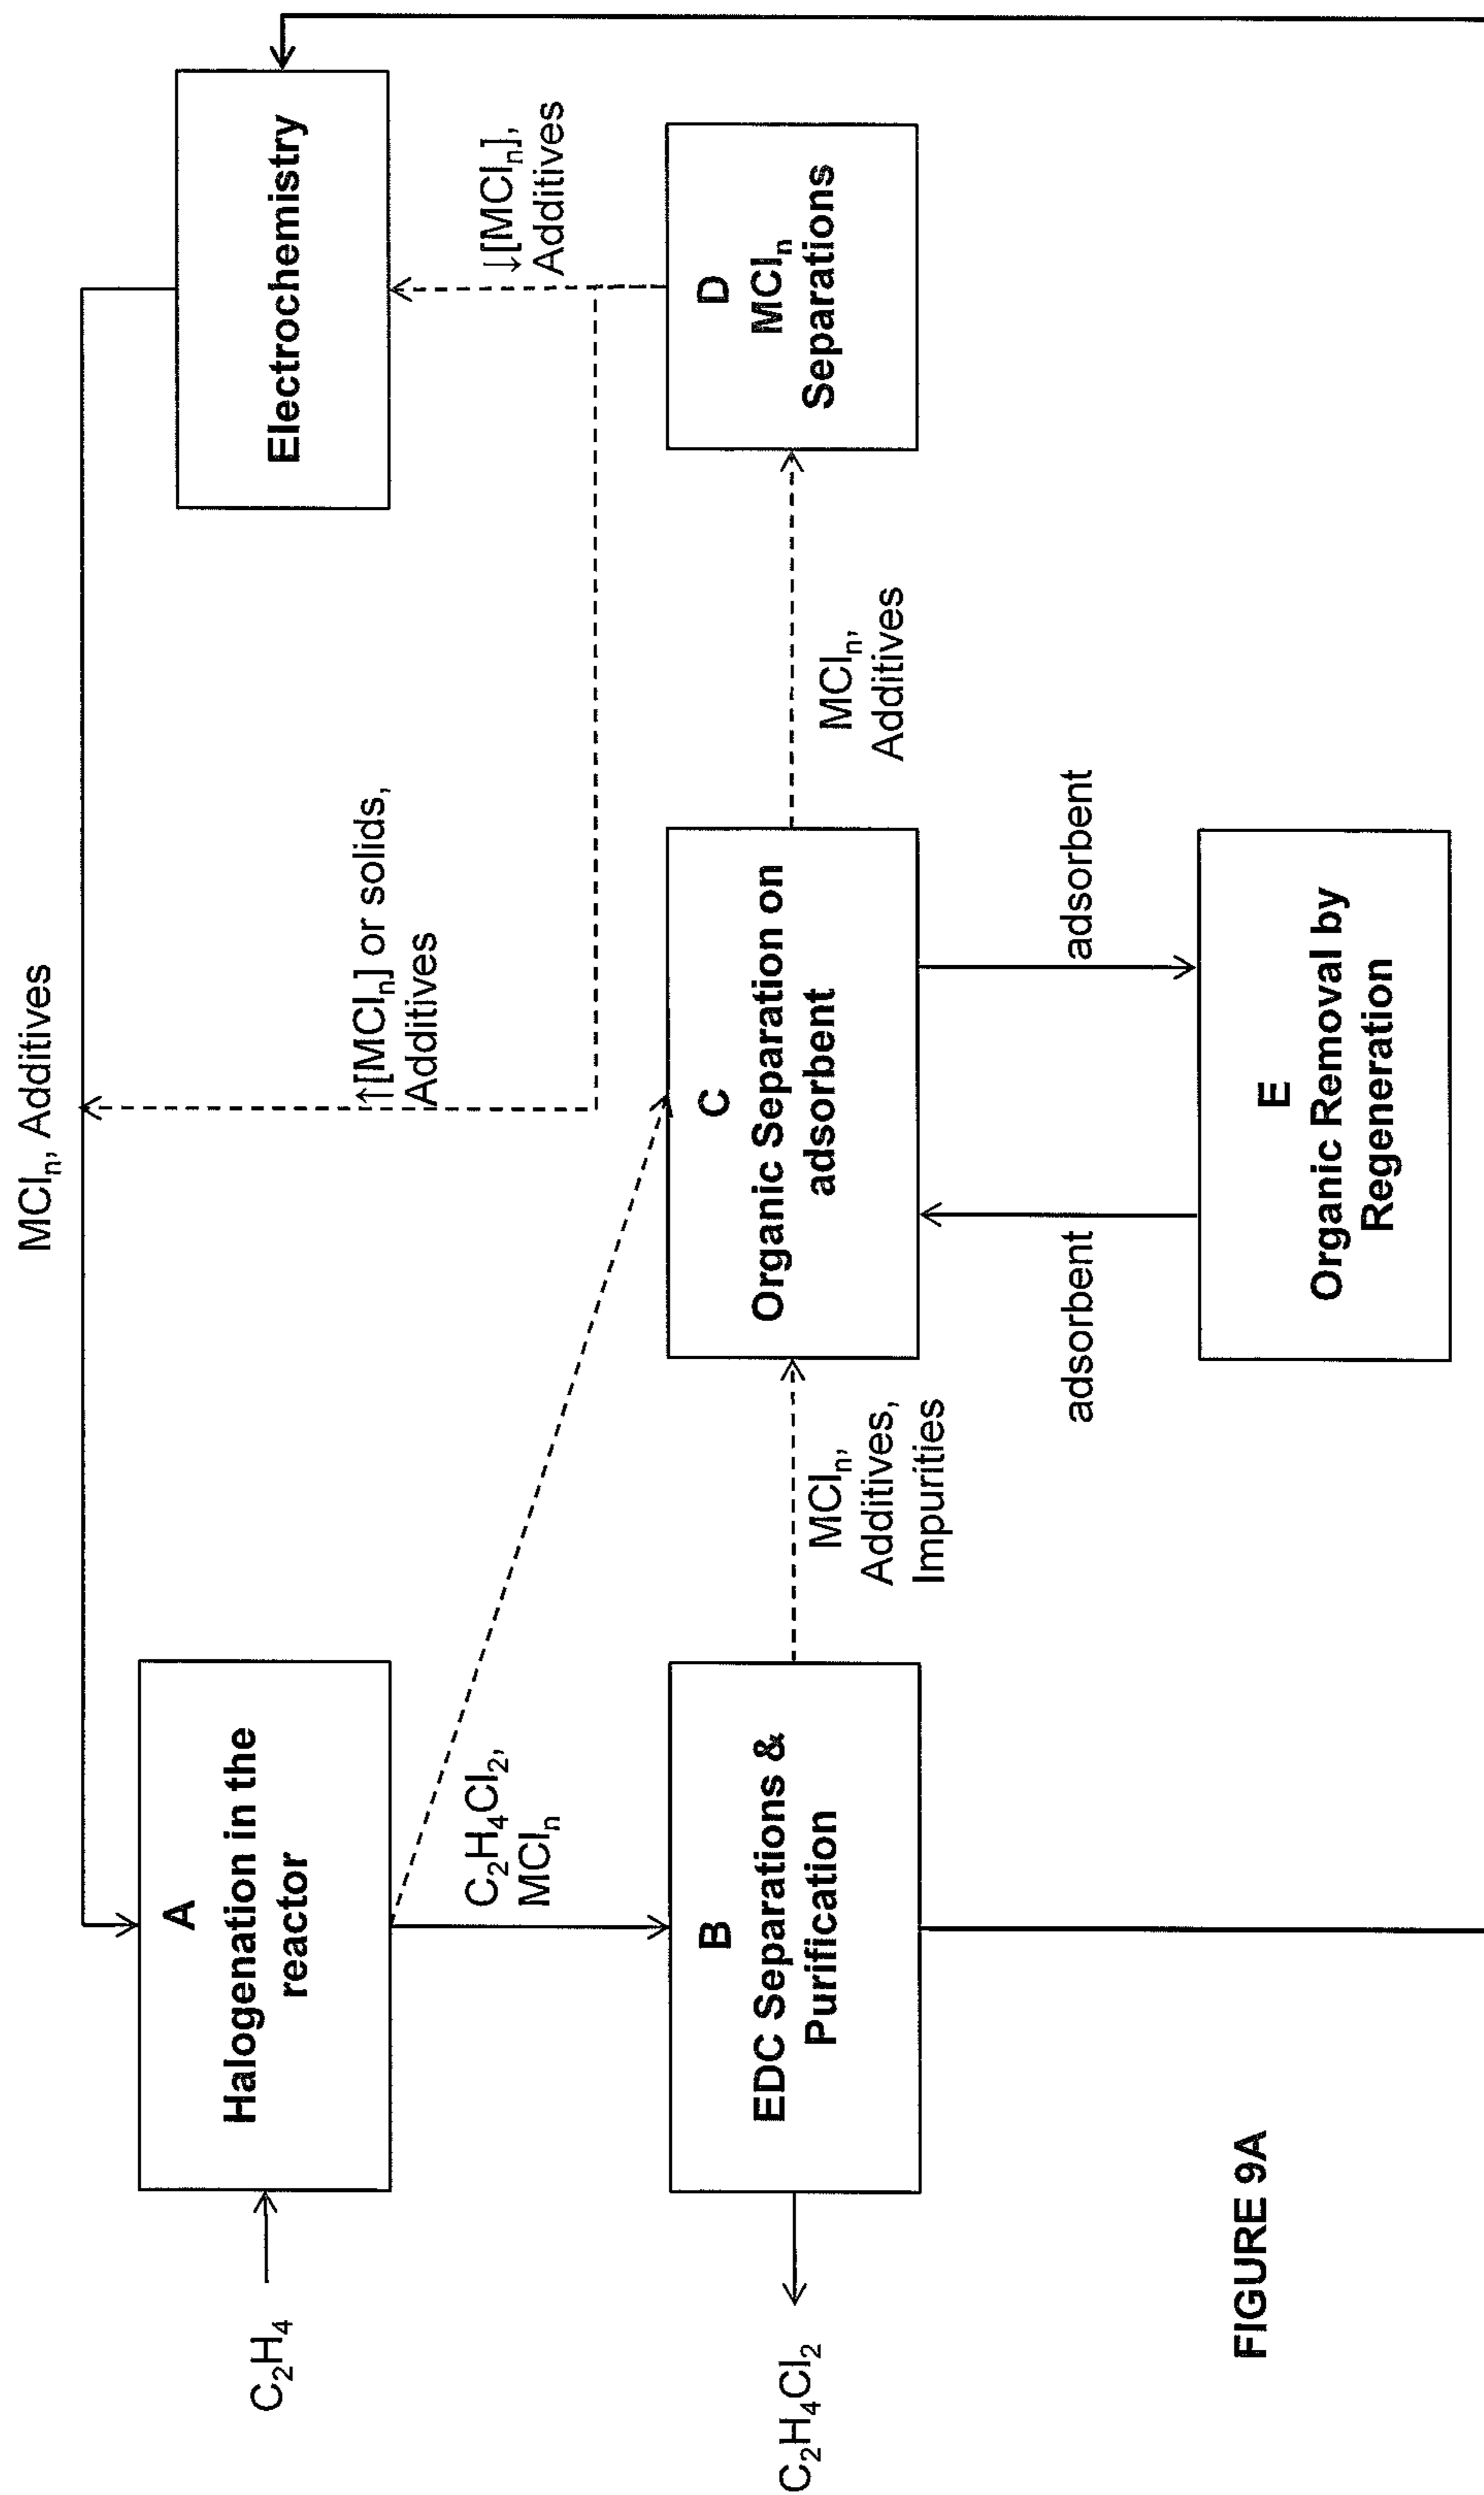 MClₙ, Additives
C₂H₄
A
Halogenation in the
reactor
↑[MClₙ] or solids,
Additives
Electrochemistry
C₂H₄Cl₂,
MClₙ
↓[MClₙ],
Additives
C₂H₄Cl₂
B
EDC Separations &
Purification
MClₙ,
Additives,
Impurities
C
Organic Separation on
adsorbent
MClₙ,
Additives
D
MClₙ
Separations
adsorbent
adsorbent
E
Organic Removal by
Regeneration
FIGURE 9A